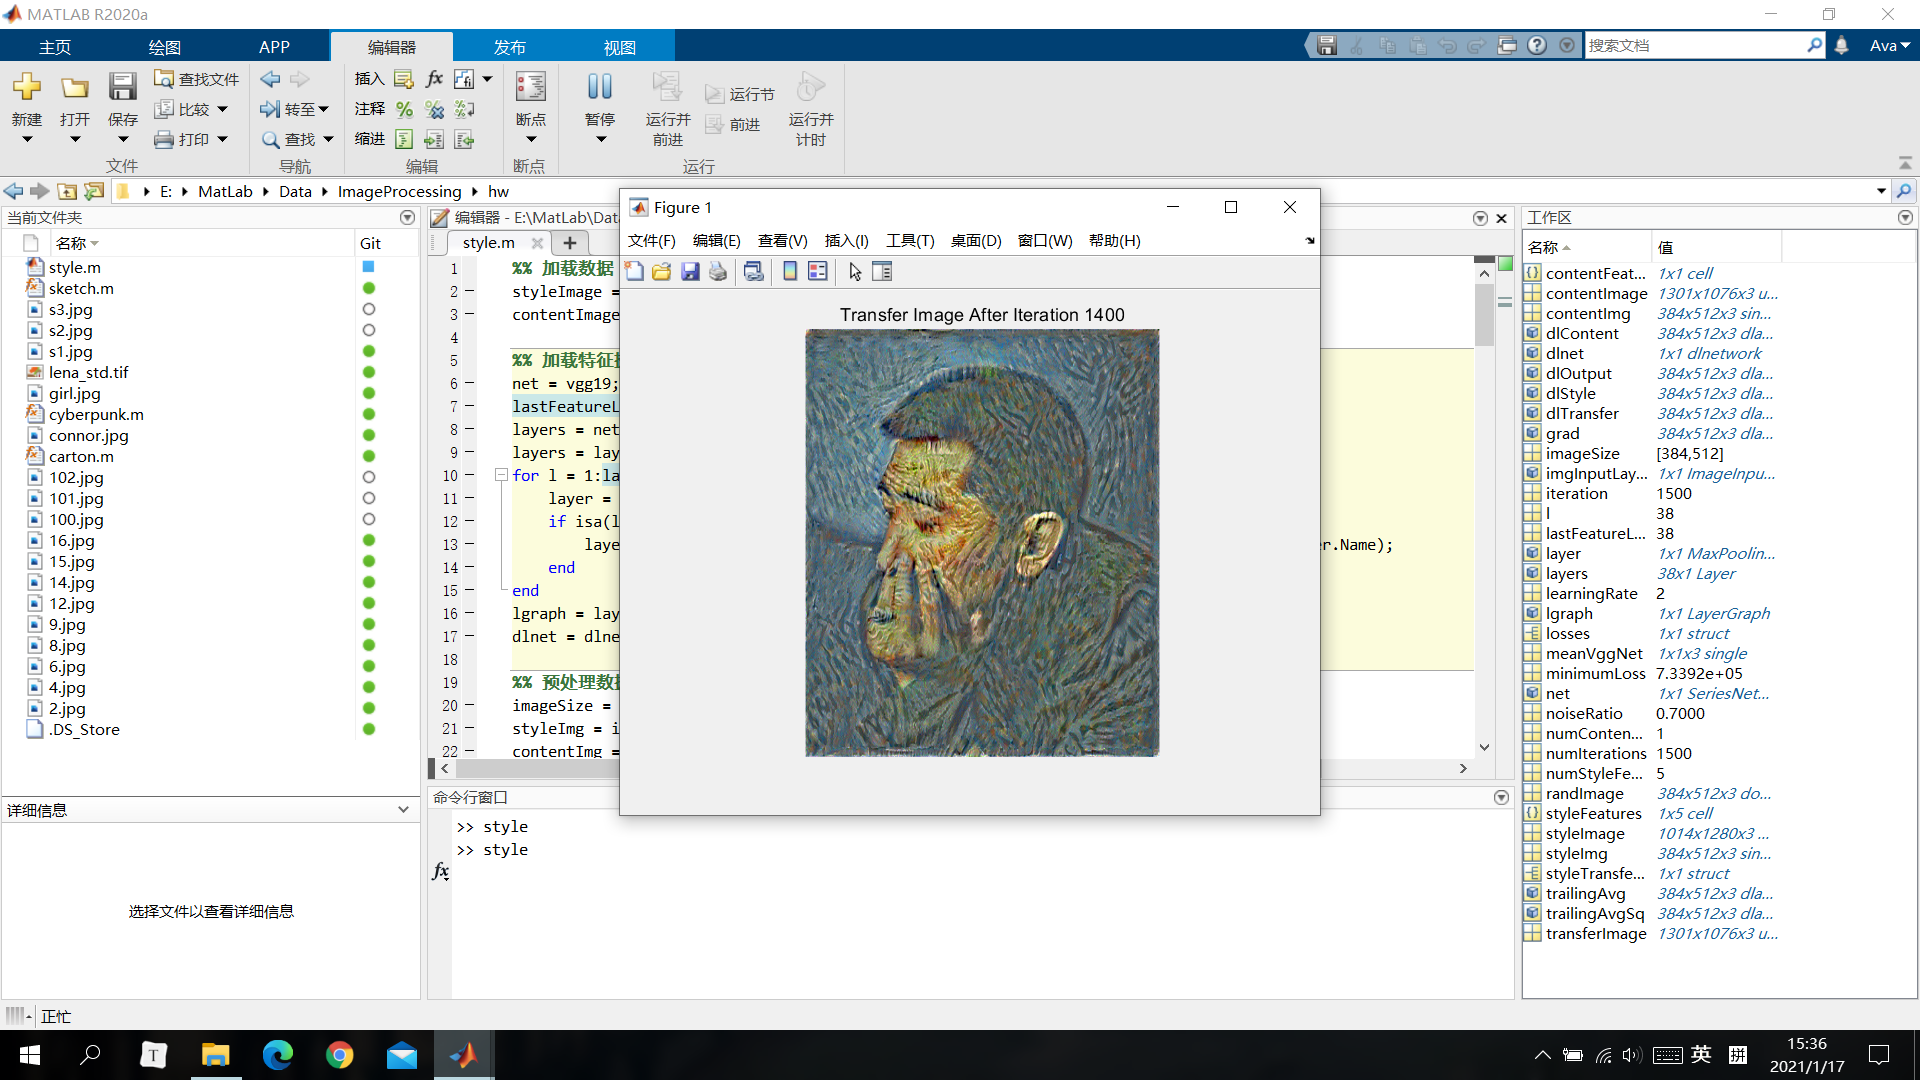 MATLAB R2020a
主页 绘图 APP 编辑器 发布 视图
搜索文档
Ava
新建 打开 保存
查找文件
比较
打印
文件
转至
查找
导航
插入 fx
注释
缩进
编辑
断点
断点
暂停
运行并
前进
运行节
前进
运行并
计时
运行
E: MatLab Data ImageProcessing hw
当前文件夹
名称 Git
style.m
sketch.m
s3.jpg
s2.jpg
s1.jpg
lena_std.tif
girl.jpg
cyberpunk.m
connor.jpg
carton.m
102.jpg
101.jpg
100.jpg
16.jpg
15.jpg
14.jpg
12.jpg
9.jpg
8.jpg
6.jpg
4.jpg
2.jpg
.DS_Store
详细信息
选择文件以查看详细信息
编辑器 - E:\MatLab\Dat
style.m
1 %% 加载数据
2 styleImage =
3 contentImage
4
5 %% 加载特征
6 net = vgg19;
7 lastFeatureL
8 layers = net
9 layers = lay
10 for l = 1:la
11 layer =
12 if isa(l
13 laye r.Name);
14 end
15 end
16 lgraph = lay
17 dlnet = dlne
18
19 %% 预处理数
20 imageSize =
21 styleImg = i
22 contentImg =
Figure 1
文件(F) 编辑(E) 查看(V) 插入(I) 工具(T) 桌面(D) 窗口(W) 帮助(H)
Transfer Image After Iteration 1400
命令行窗口
>> style
>> style
fx
工作区
名称 值
contentFeat... 1x1 cell
contentImage 1301x1076x3 u...
contentImg 384x512x3 sin...
dlContent 384x512x3 dla...
dlnet 1x1 dlnetwork
dlOutput 384x512x3 dla...
dlStyle 384x512x3 dla...
dlTransfer 384x512x3 dla...
grad 384x512x3 dla...
imageSize [384,512]
imgInputLay... 1x1 ImageInpu...
iteration 1500
l 38
lastFeatureL... 38
layer 1x1 MaxPoolin...
layers 38x1 Layer
learningRate 2
lgraph 1x1 LayerGraph
losses 1x1 struct
meanVggNet 1x1x3 single
minimumLoss 7.3392e+05
net 1x1 SeriesNet...
noiseRatio 0.7000
numConten... 1
numIterations 1500
numStyleFe... 5
randImage 384x512x3 do...
styleFeatures 1x5 cell
styleImage 1014x1280x3 ...
styleImg 384x512x3 sin...
styleTransfe... 1x1 struct
trailingAvg 384x512x3 dla...
trailingAvgSq 384x512x3 dla...
transferImage 1301x1076x3 u...
正忙
T
英 拼
15:36
2021/1/17